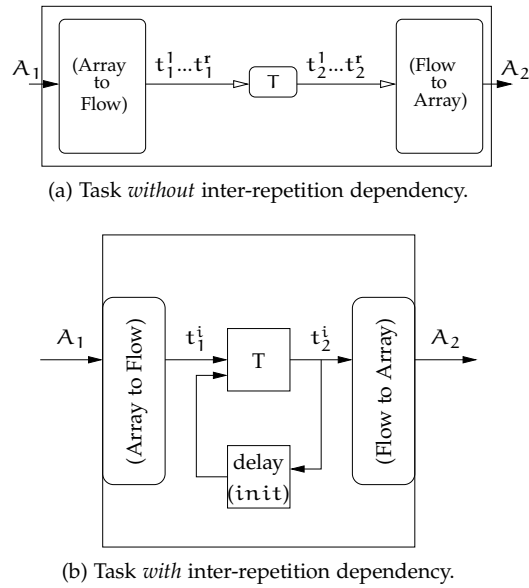 A₁
(Array
to
Flow)
t₁¹...t₁ʳ
T
t₂¹...t₂ʳ
(Flow
to
Array)
A₂
(a) Task without inter-repetition dependency.
A₁
(Array to Flow)
t₁ⁱ
T
t₂ⁱ
delay
(init)
(Flow to Array)
A₂
(b) Task with inter-repetition dependency.